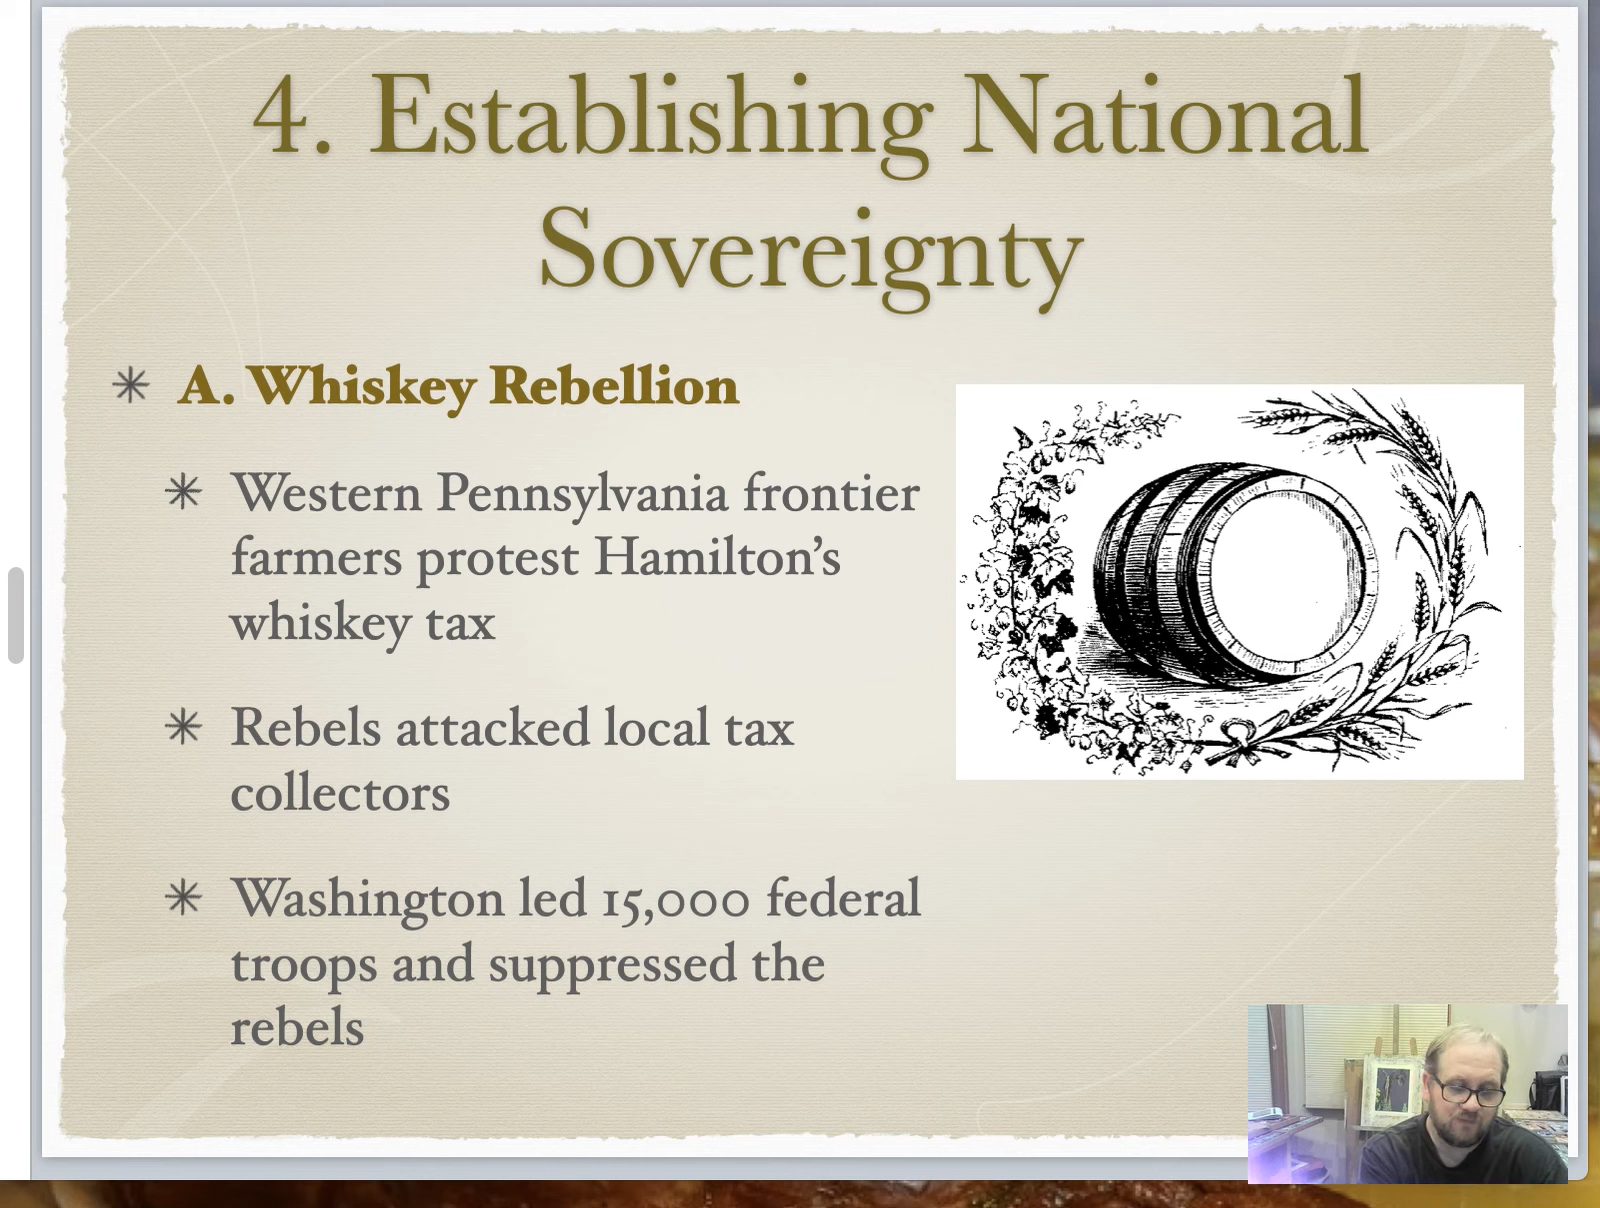 4. Establishing National
Sovereignty
A. Whiskey Rebellion
Western Pennsylvania frontier
farmers protest Hamilton’s
whiskey tax
Rebels attacked local tax
collectors
Washington led 15,000 federal
troops and suppressed the
rebels